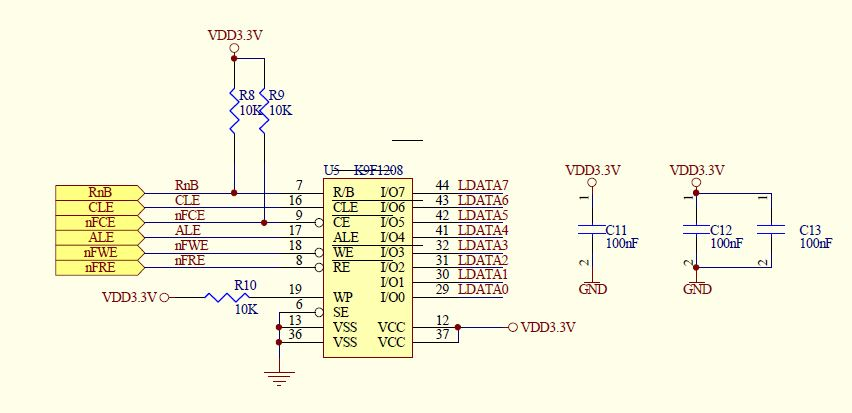 VDD3.3V
R8 R9
10K 10K
U5 K9F1208
VDD3.3V VDD3.3V
RnB RnB 7 R/B I/O7 44 LDATA7
CLE CLE 16 CLE I/O6 43 LDATA6
nFCE nFCE 9 CE I/O5 42 LDATA5
ALE ALE 17 ALE I/O4 41 LDATA4
nFWE nFWE 18 WE I/O3 32 LDATA3
nFRE nFRE 8 RE I/O2 31 LDATA2
I/O1 30 LDATA1
VDD3.3V R10 19 WP I/O0 29 LDATA0
10K
6 SE
13 VSS VCC 12 VDD3.3V
36 VSS VCC 37
1 1 1
C11 C12 C13
100nF 100nF 100nF
2 2 2
GND GND